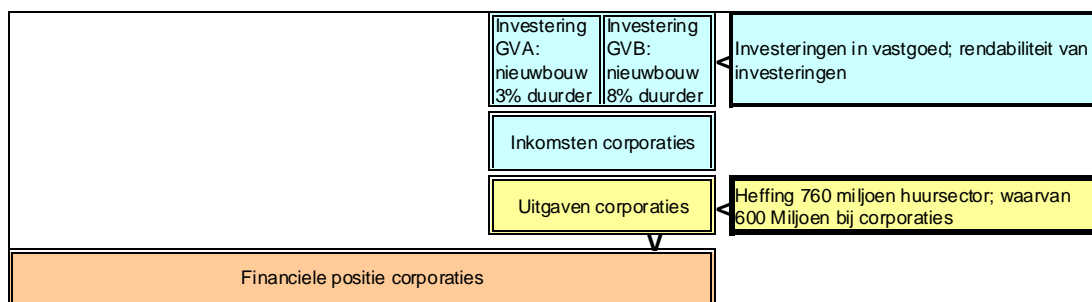 Investering
GVA:
nieuwbouw
3% duurder
Investering
GVB:
nieuwbouw
8% duurder
Investeringen in vastgoed; rendabiliteit van
investeringen
Inkomsten corporaties
Uitgaven corporaties
Heffing 760 miljoen huursector; waarvan
600 Miljoen bij corporaties
Financiele positie corporaties